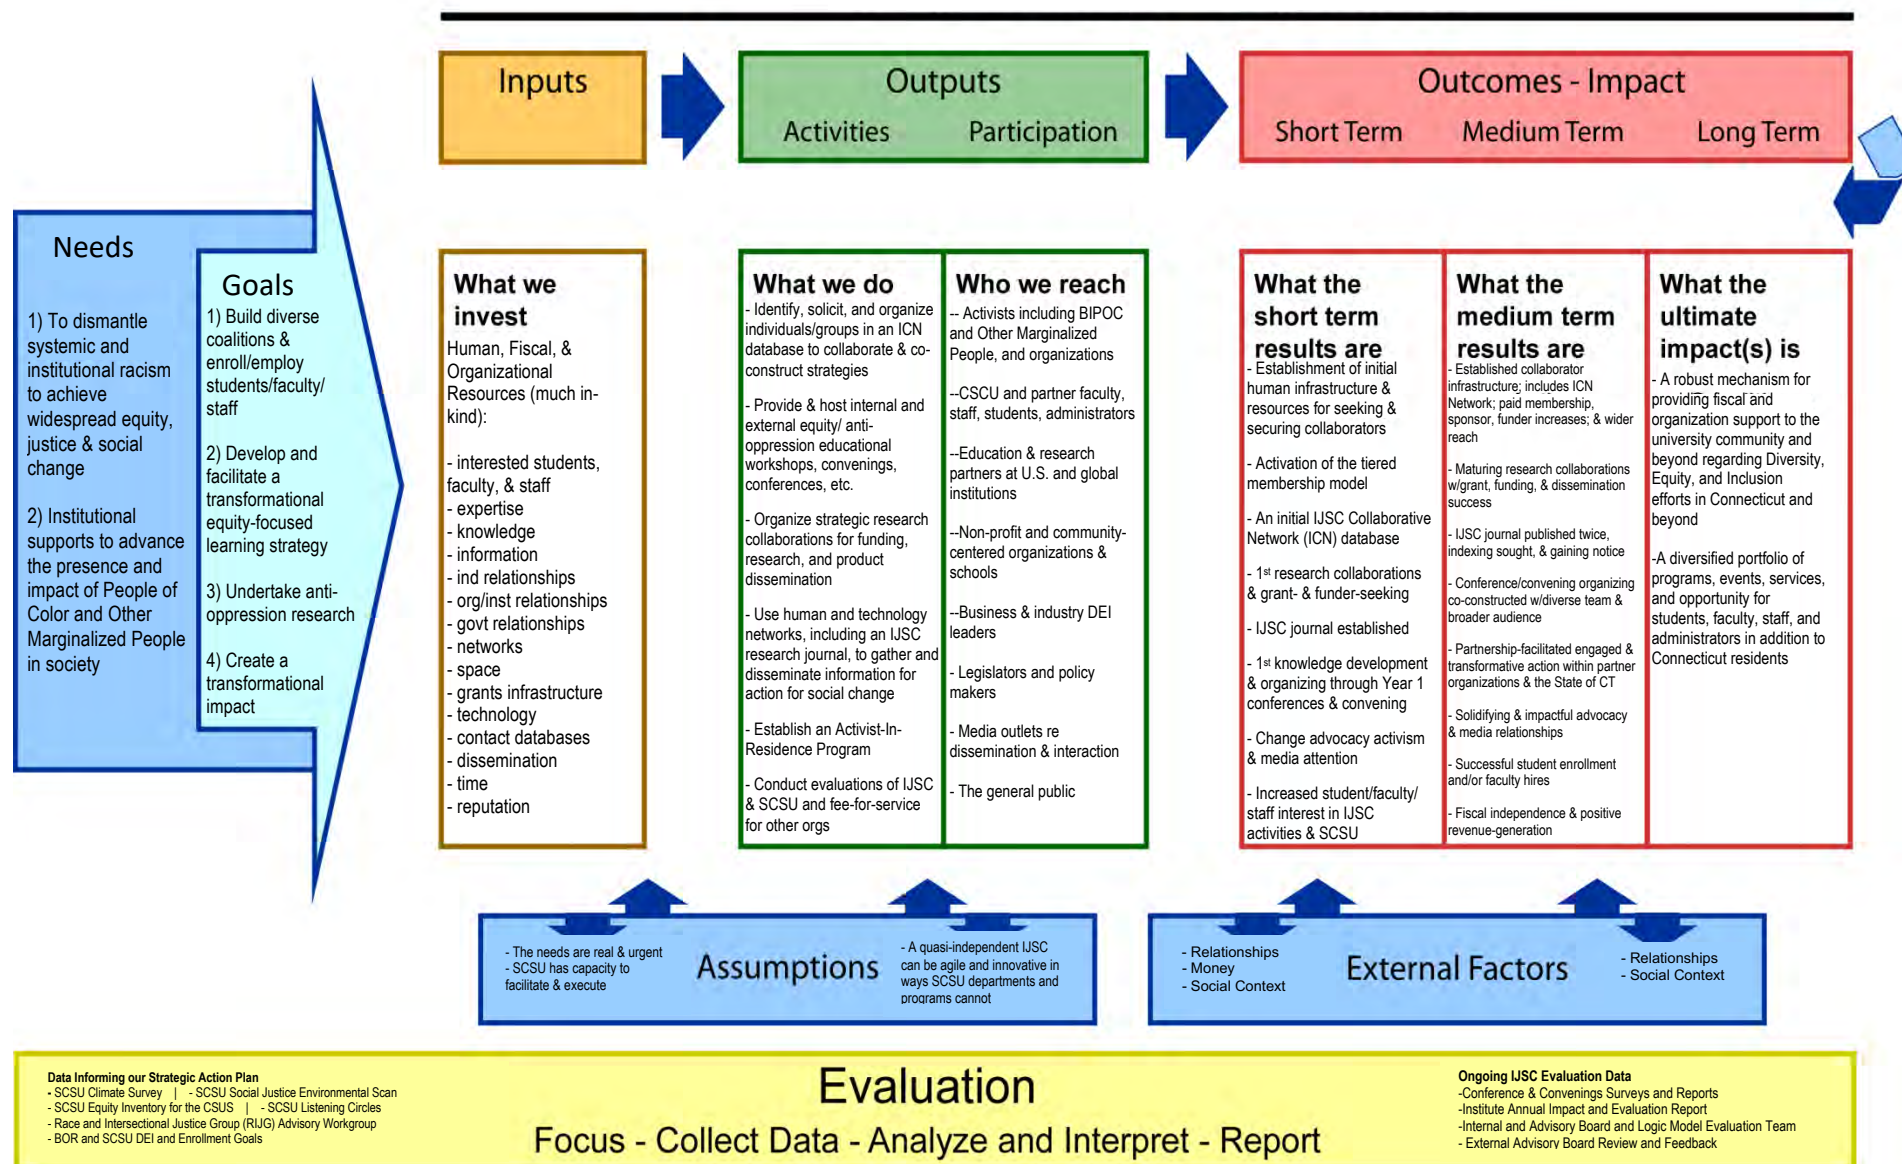 Inputs
Outputs
Activities
Participation
Outcomes - Impact
Short Term
Medium Term
Long Term
Needs
1) To dismantle
systemic and
institutional racism
to achieve
widespread equity,
justice & social
change
2) Institutional
supports to advance
the presence and
impact of People of
Color and Other
Marginalized People
in society
Goals
1) Build diverse
coalitions &
enroll/employ
students/faculty/
staff
2) Develop and
facilitate a
transformational
equity-focused
learning strategy
3) Undertake anti-
oppression research
4) Create a
transformational
impact
What we
invest
Human, Fiscal, &
Organizational
Resources (much in-
kind):
- interested students,
faculty, & staff
- expertise
- knowledge
- information
- ind relationships
- org/inst relationships
- govt relationships
- networks
- space
- grants infrastructure
- technology
- contact databases
- dissemination
- time
- reputation
What we do
- Identify, solicit, and organize
individuals/groups in an ICN
database to collaborate & co-
construct strategies
- Provide & host internal and
external equity/ anti-
oppression educational
workshops, convenings,
conferences, etc.
- Organize strategic research
collaborations for funding,
research, and product
dissemination
- Use human and technology
networks, including an IJSC
research journal, to gather and
disseminate information for
action for social change
- Establish an Activist-In-
Residence Program
- Conduct evaluations of IJSC
& SCSU and fee-for-service
for other orgs
Who we reach
-- Activists including BIPOC
and Other Marginalized
People, and organizations
--CSCU and partner faculty,
staff, students, administrators
--Education & research
partners at U.S. and global
institutions
--Non-profit and community-
centered organizations &
schools
--Business & industry DEI
leaders
- Legislators and policy
makers
- Media outlets re
dissemination & interaction
- The general public
What the
short term
results are
- Establishment of initial
human infrastructure &
resources for seeking &
securing collaborators
- Activation of the tiered
membership model
- An initial IJSC Collaborative
Network (ICN) database
- 1st research collaborations
& grant- & funder-seeking
- IJSC journal established
- 1st knowledge development
& organizing through Year 1
conferences & convening
- Change advocacy activism
& media attention
- Increased student/faculty/
staff interest in IJSC
activities & SCSU
What the
medium term
results are
- Established collaborator
infrastructure; includes ICN
Network; paid membership,
sponsor, funder increases; & wider
reach
- Maturing research collaborations
w/grant, funding, & dissemination
success
- IJSC journal published twice,
indexing sought, & gaining notice
- Conference/convening organizing
co-constructed w/diverse team &
broader audience
- Partnership-facilitated engaged &
transformative action within partner
organizations & the State of CT
- Solidifying & impactful advocacy
& media relationships
- Successful student enrollment
and/or faculty hires
- Fiscal independence & positive
revenue-generation
What the
ultimate
impact(s) is
- A robust mechanism for
providing fiscal and
organization support to the
university community and
beyond regarding Diversity,
Equity, and Inclusion
efforts in Connecticut and
beyond
-A diversified portfolio of
programs, events, services,
and opportunity for
students, faculty, staff, and
administrators in addition to
Connecticut residents
- The needs are real & urgent
- SCSU has capacity to
facilitate & execute
Assumptions
- A quasi-independent IJSC
can be agile and innovative in
ways SCSU departments and
programs cannot
- Relationships
- Money
- Social Context
External Factors
- Relationships
- Social Context
Data Informing our Strategic Action Plan
- SCSU Climate Survey | - SCSU Social Justice Environmental Scan
- SCSU Equity Inventory for the CSUS | - SCSU Listening Circles
- Race and Intersectional Justice Group (RIJG) Advisory Workgroup
- BOR and SCSU DEI and Enrollment Goals
Evaluation
Focus - Collect Data - Analyze and Interpret - Report
Ongoing IJSC Evaluation Data
-Conference & Convenings Surveys and Reports
-Institute Annual Impact and Evaluation Report
-Internal and Advisory Board and Logic Model Evaluation Team
- External Advisory Board Review and Feedback